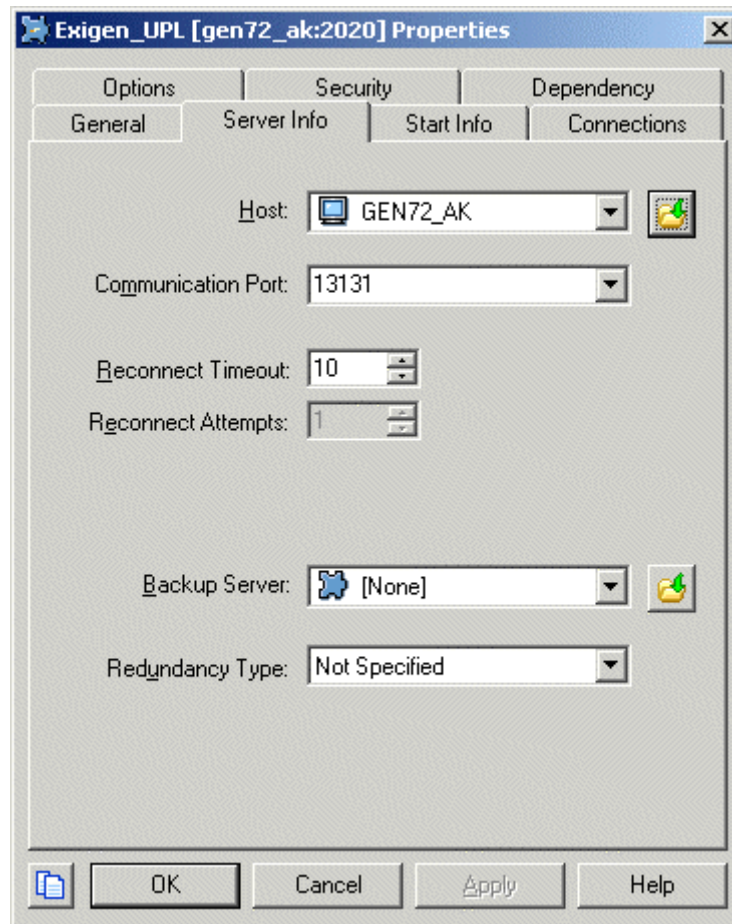 Exigen_UPL [gen72_ak:2020] Properties
Options Security Dependency
General Server Info Start Info Connections
Host: GEN72_AK
Communication Port: 13131
Reconnect Timeout: 10
Reconnect Attempts: 1
Backup Server: [None]
Redundancy Type: Not Specified
OK Cancel Apply Help